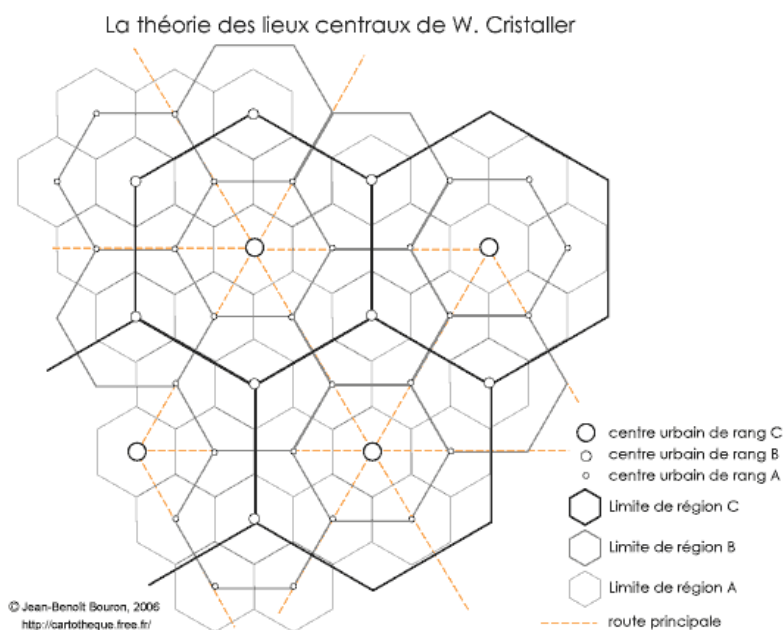 La théorie des lieux centraux de W. Cristaller
centre urbain de rang C
centre urbain de rang B
centre urbain de rang A
Limite de région C
Limite de région B
Limite de région A
route principale
© Jean-Benoît Bouron, 2006
http://cartotheque.free.fr/